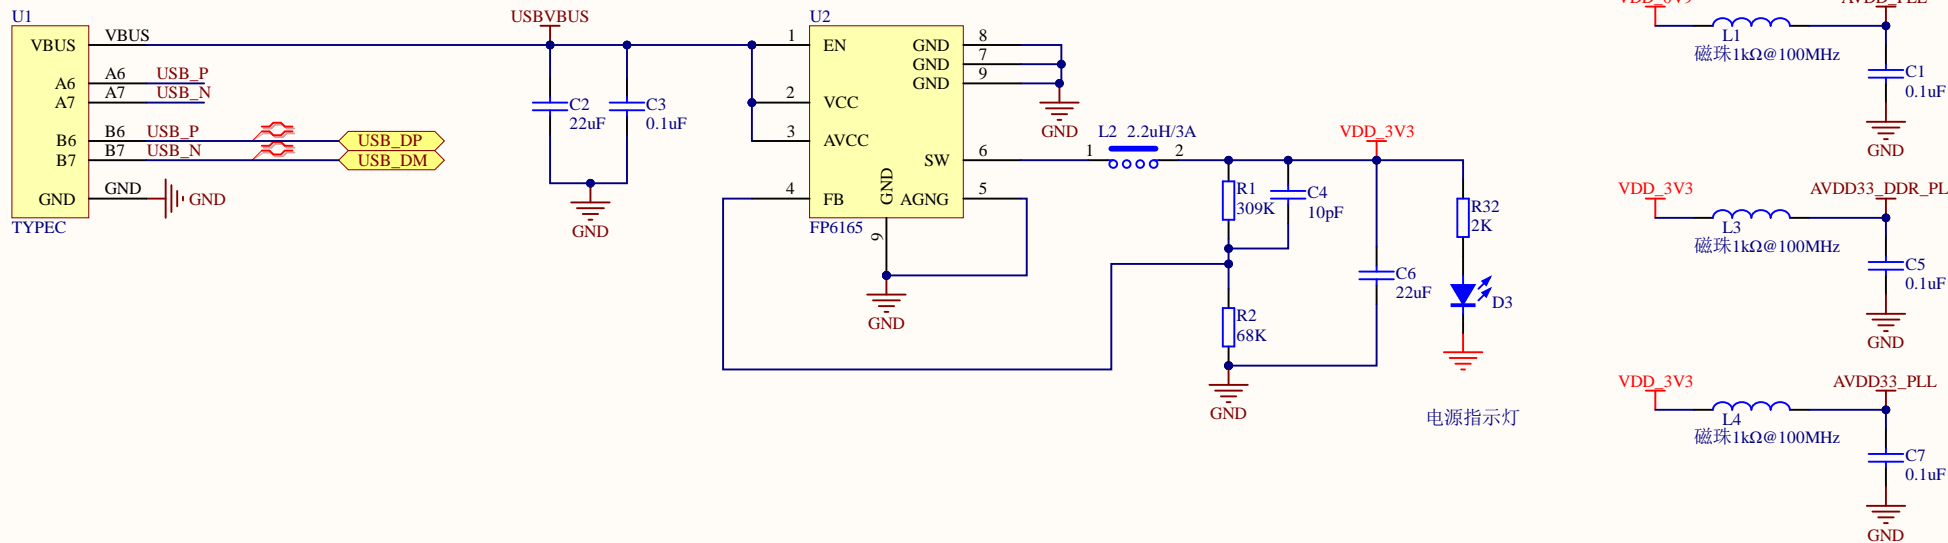 U1
VBUS
A6
A7
B6
B7
GND
TYPEC
VBUS
A6 USB_P
A7 USB_N
B6 USB_P
B7 USB_N
GND
GND
USB_DP
USB_DM
USBVBUS
C2
22uF
C3
0.1uF
GND
U2
1 EN
2 VCC
3 AVCC
4 FB
GND 8
GND 7
GND 9
SW 6
AGNG 5
GND
9
FP6165
GND
GND
L2 2.2uH/3A
1
2
R1
309K
C4
10pF
R2
68K
GND
VDD_3V3
C6
22uF
R32
2K
D3
电源指示灯
AVDD_PLL
L1
磁珠1kΩ@100MHz
C1
0.1uF
GND
VDD_3V3
AVDD33_DDR_PL
L3
磁珠1kΩ@100MHz
C5
0.1uF
GND
VDD_3V3
AVDD33_PLL
L4
磁珠1kΩ@100MHz
C7
0.1uF
GND